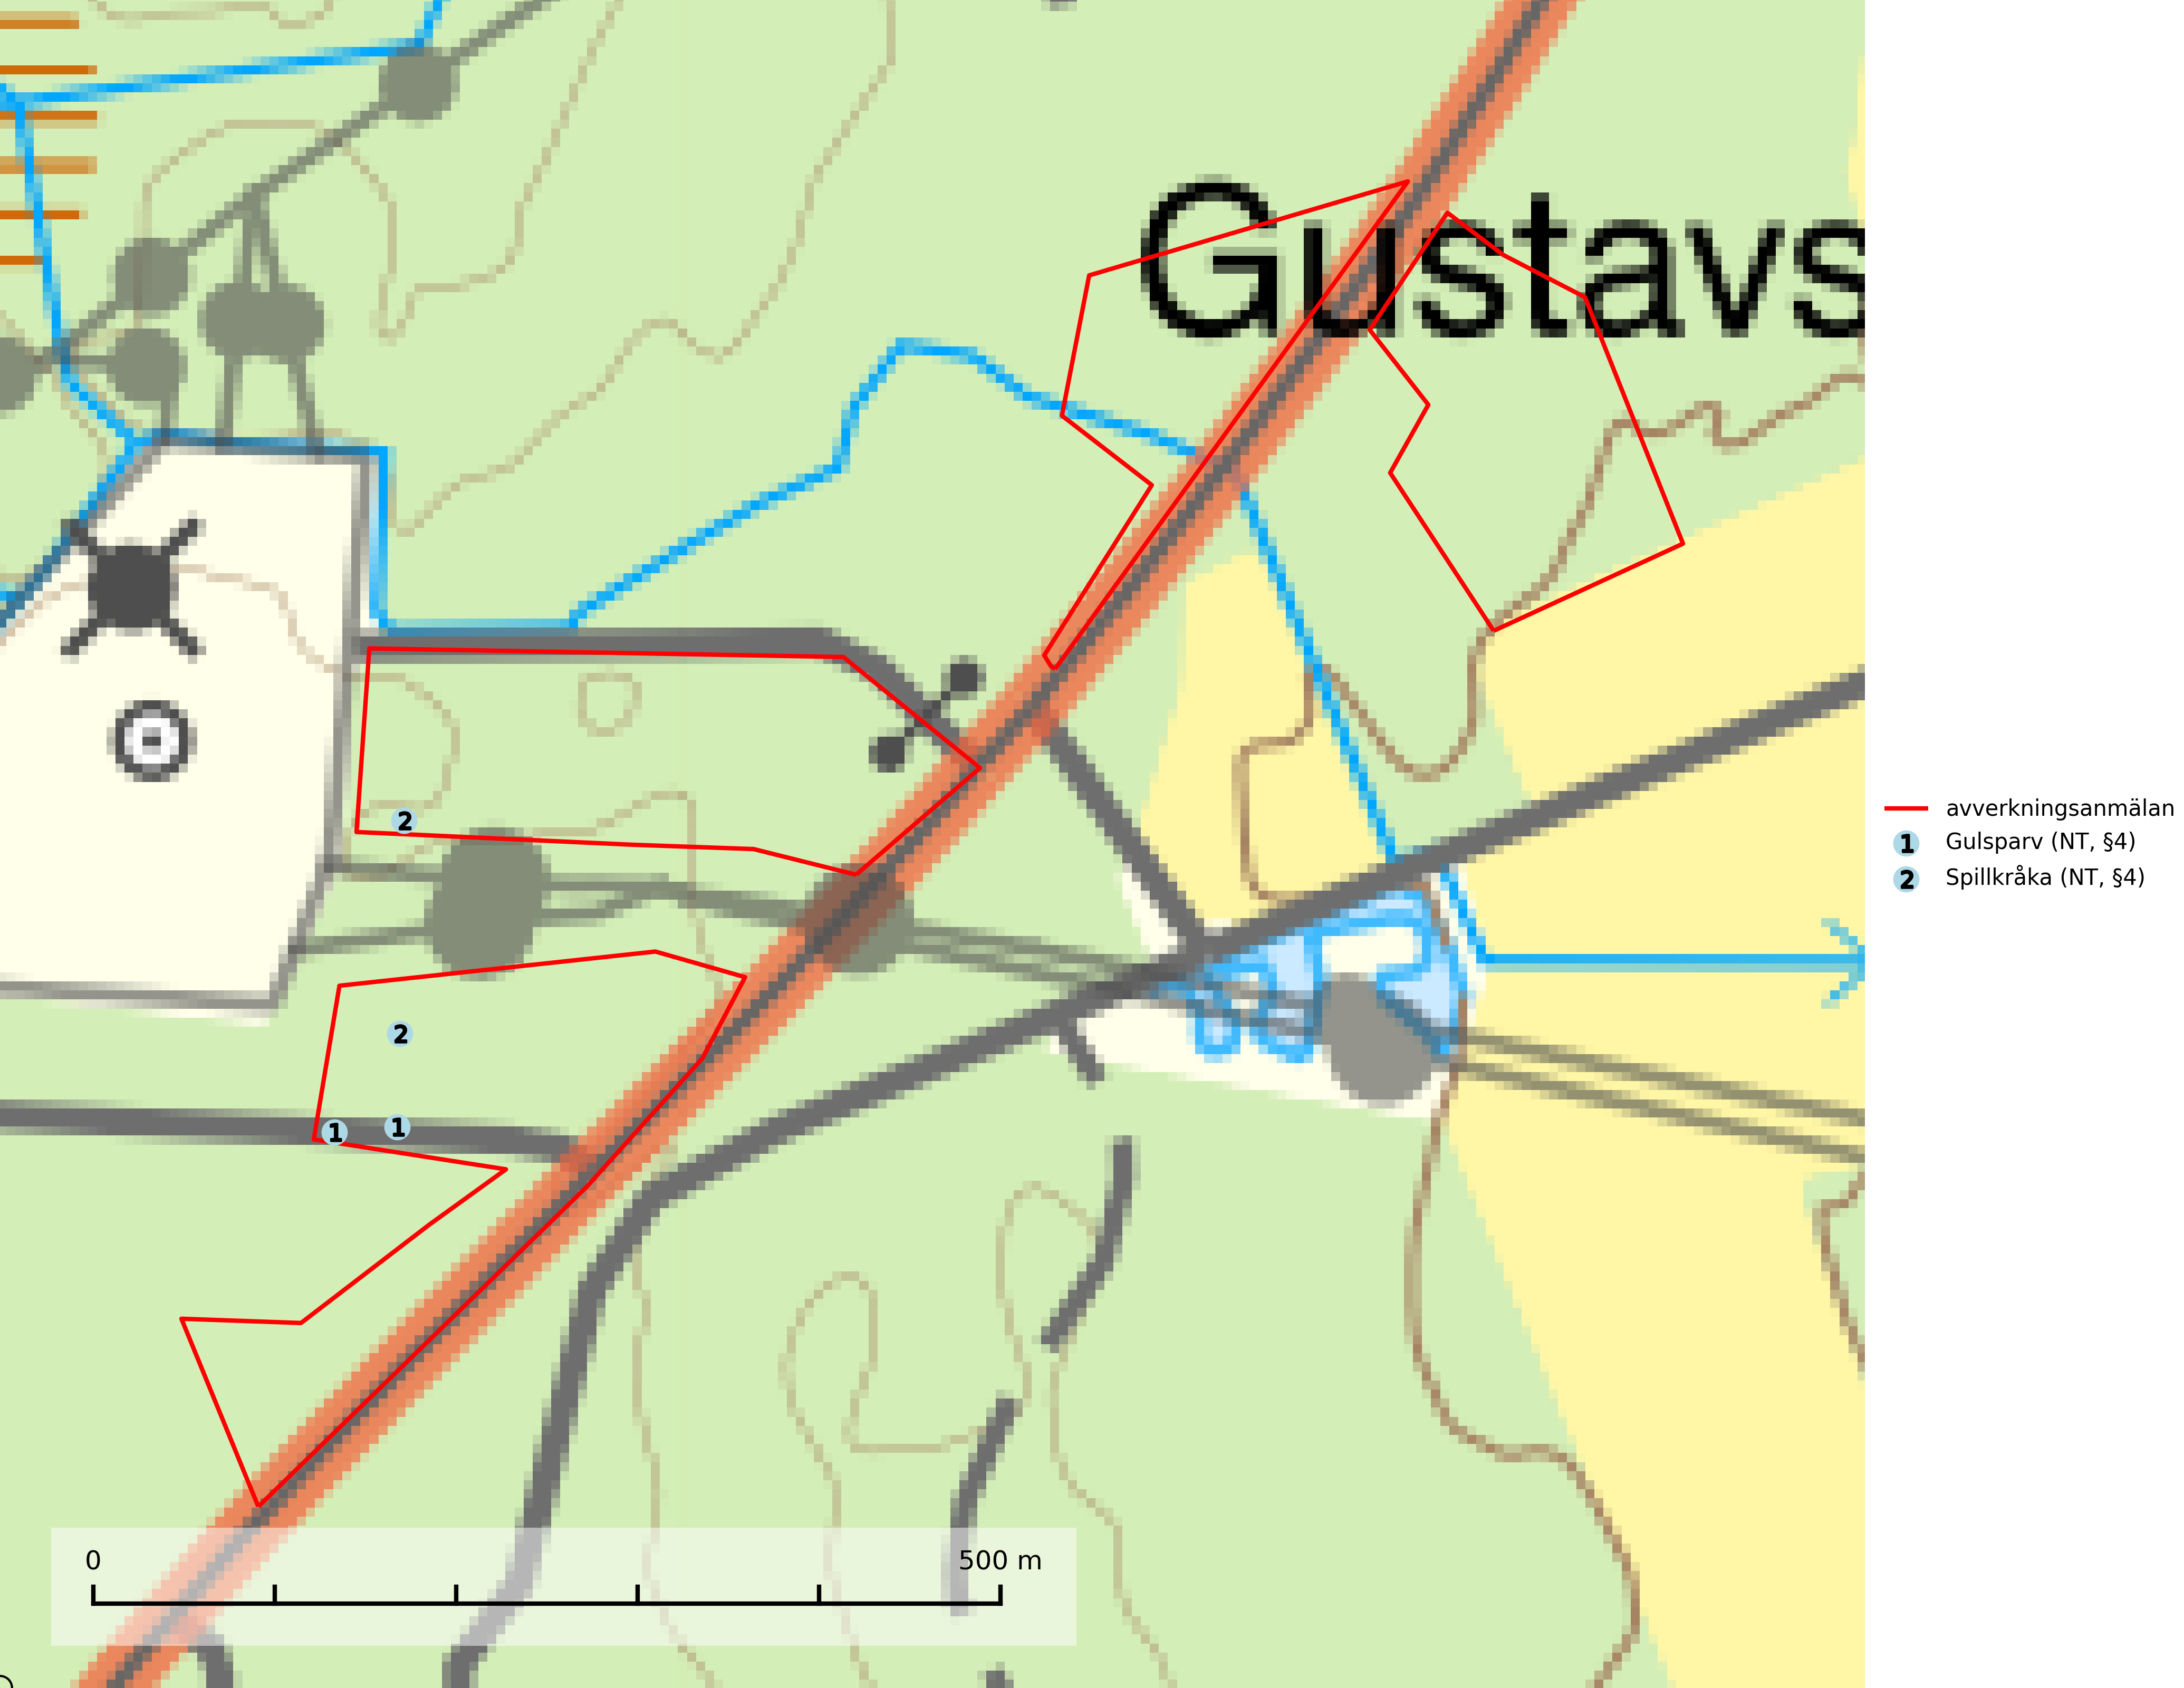 Gustavs
2
2
1
1
0 500 m
avverkningsanmälan
1 Gulsparv (NT, §4)
2 Spillkråka (NT, §4)